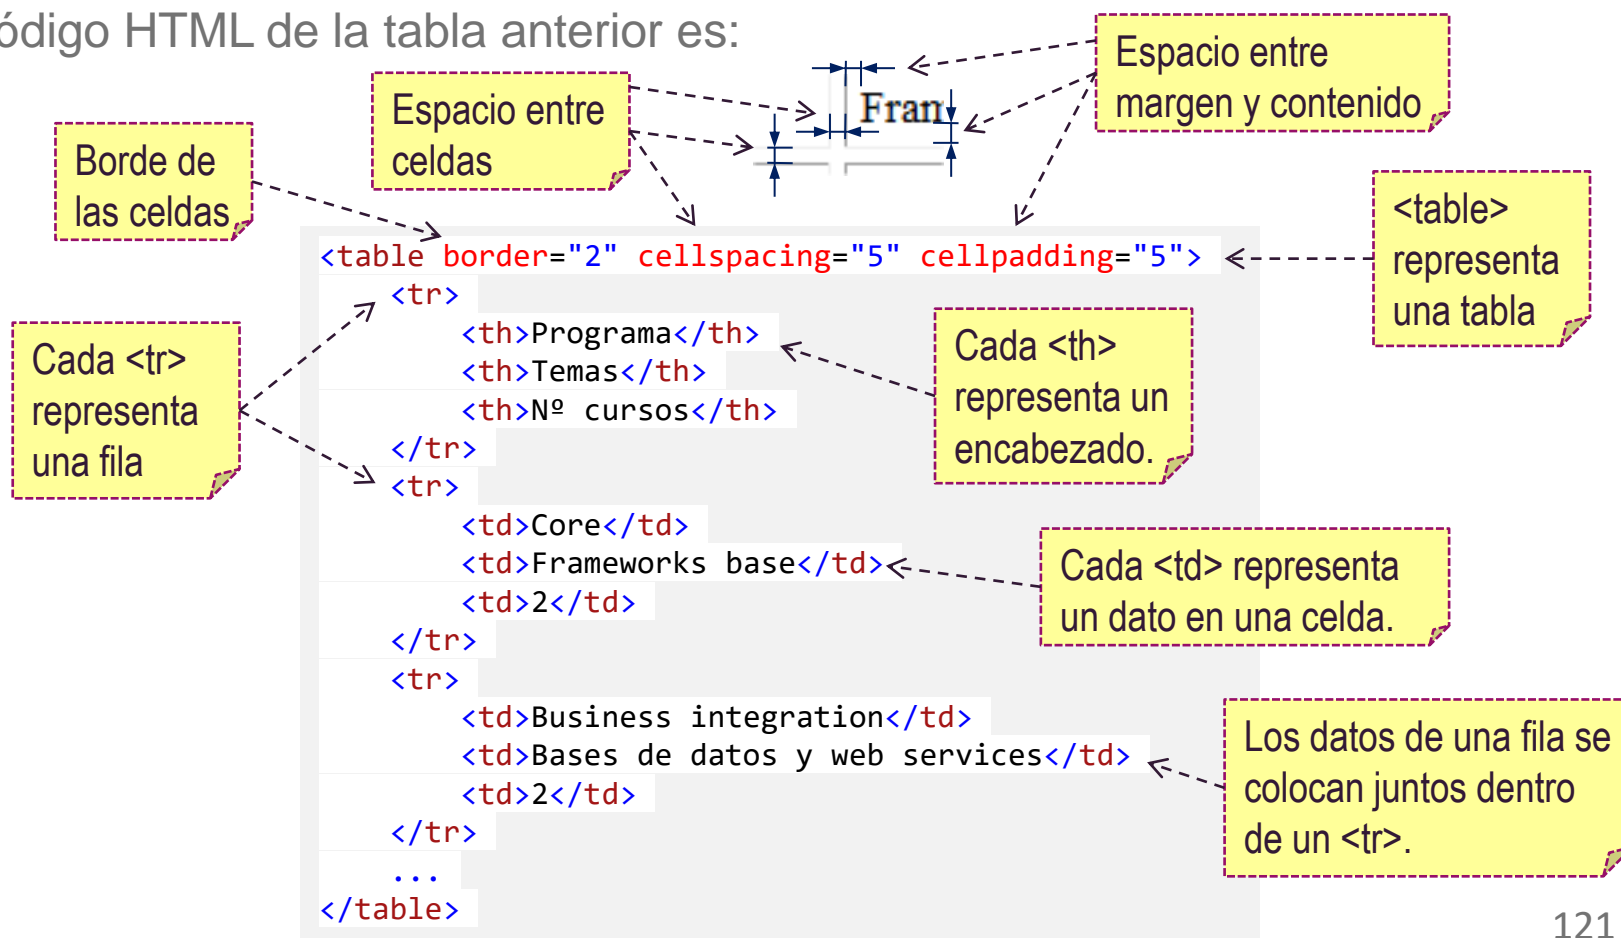 ódigo HTML de la tabla anterior es:
Espacio entre
margen y contenido
Espacio entre
celdas
Fram
Borde de
las celdas
<table>
representa
una tabla
<table border="2" cellspacing="5" cellpadding="5">
<tr>
<th>Programa</th>
<th>Temas</th>
<th>Nº cursos</th>
</tr>
<tr>
<td>Core</td>
<td>Frameworks base</td>
<td>2</td>
</tr>
<tr>
<td>Business integration</td>
<td>Bases de datos y web services</td>
<td>2</td>
</tr>
...
</table>
Cada <tr>
representa
una fila
Cada <th>
representa un
encabezado.
Cada <td> representa
un dato en una celda.
Los datos de una fila se
colocan juntos dentro
de un <tr>.
121